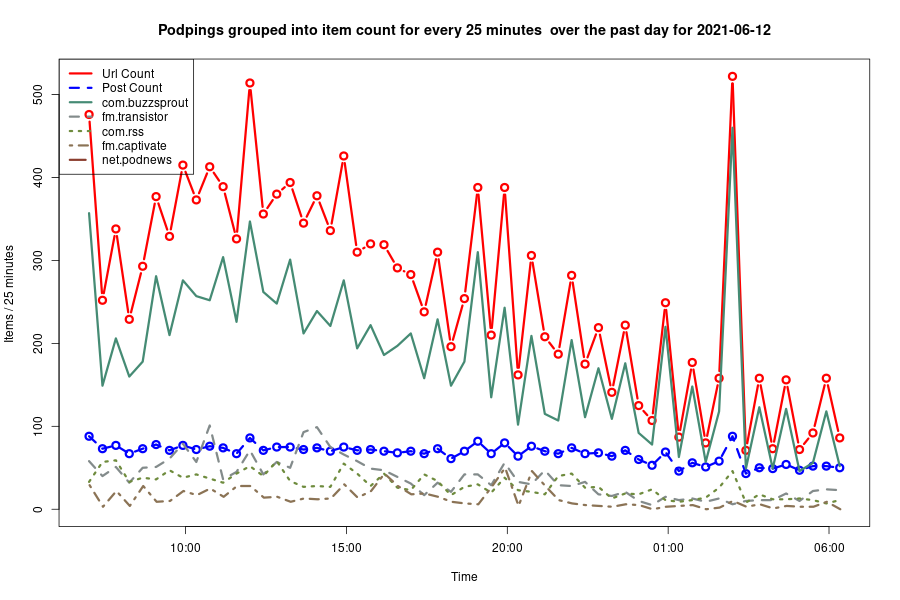 Podpings grouped into item count for every 25 minutes  over the past day for 2021-06-12
Url Count
Post Count
com.buzzsprout
fm.transistor
com.rss
fm.captivate
net.podnews
Items / 25 minutes
500
400
300
200
100
0
10:00 15:00 20:00 01:00 06:00
Time